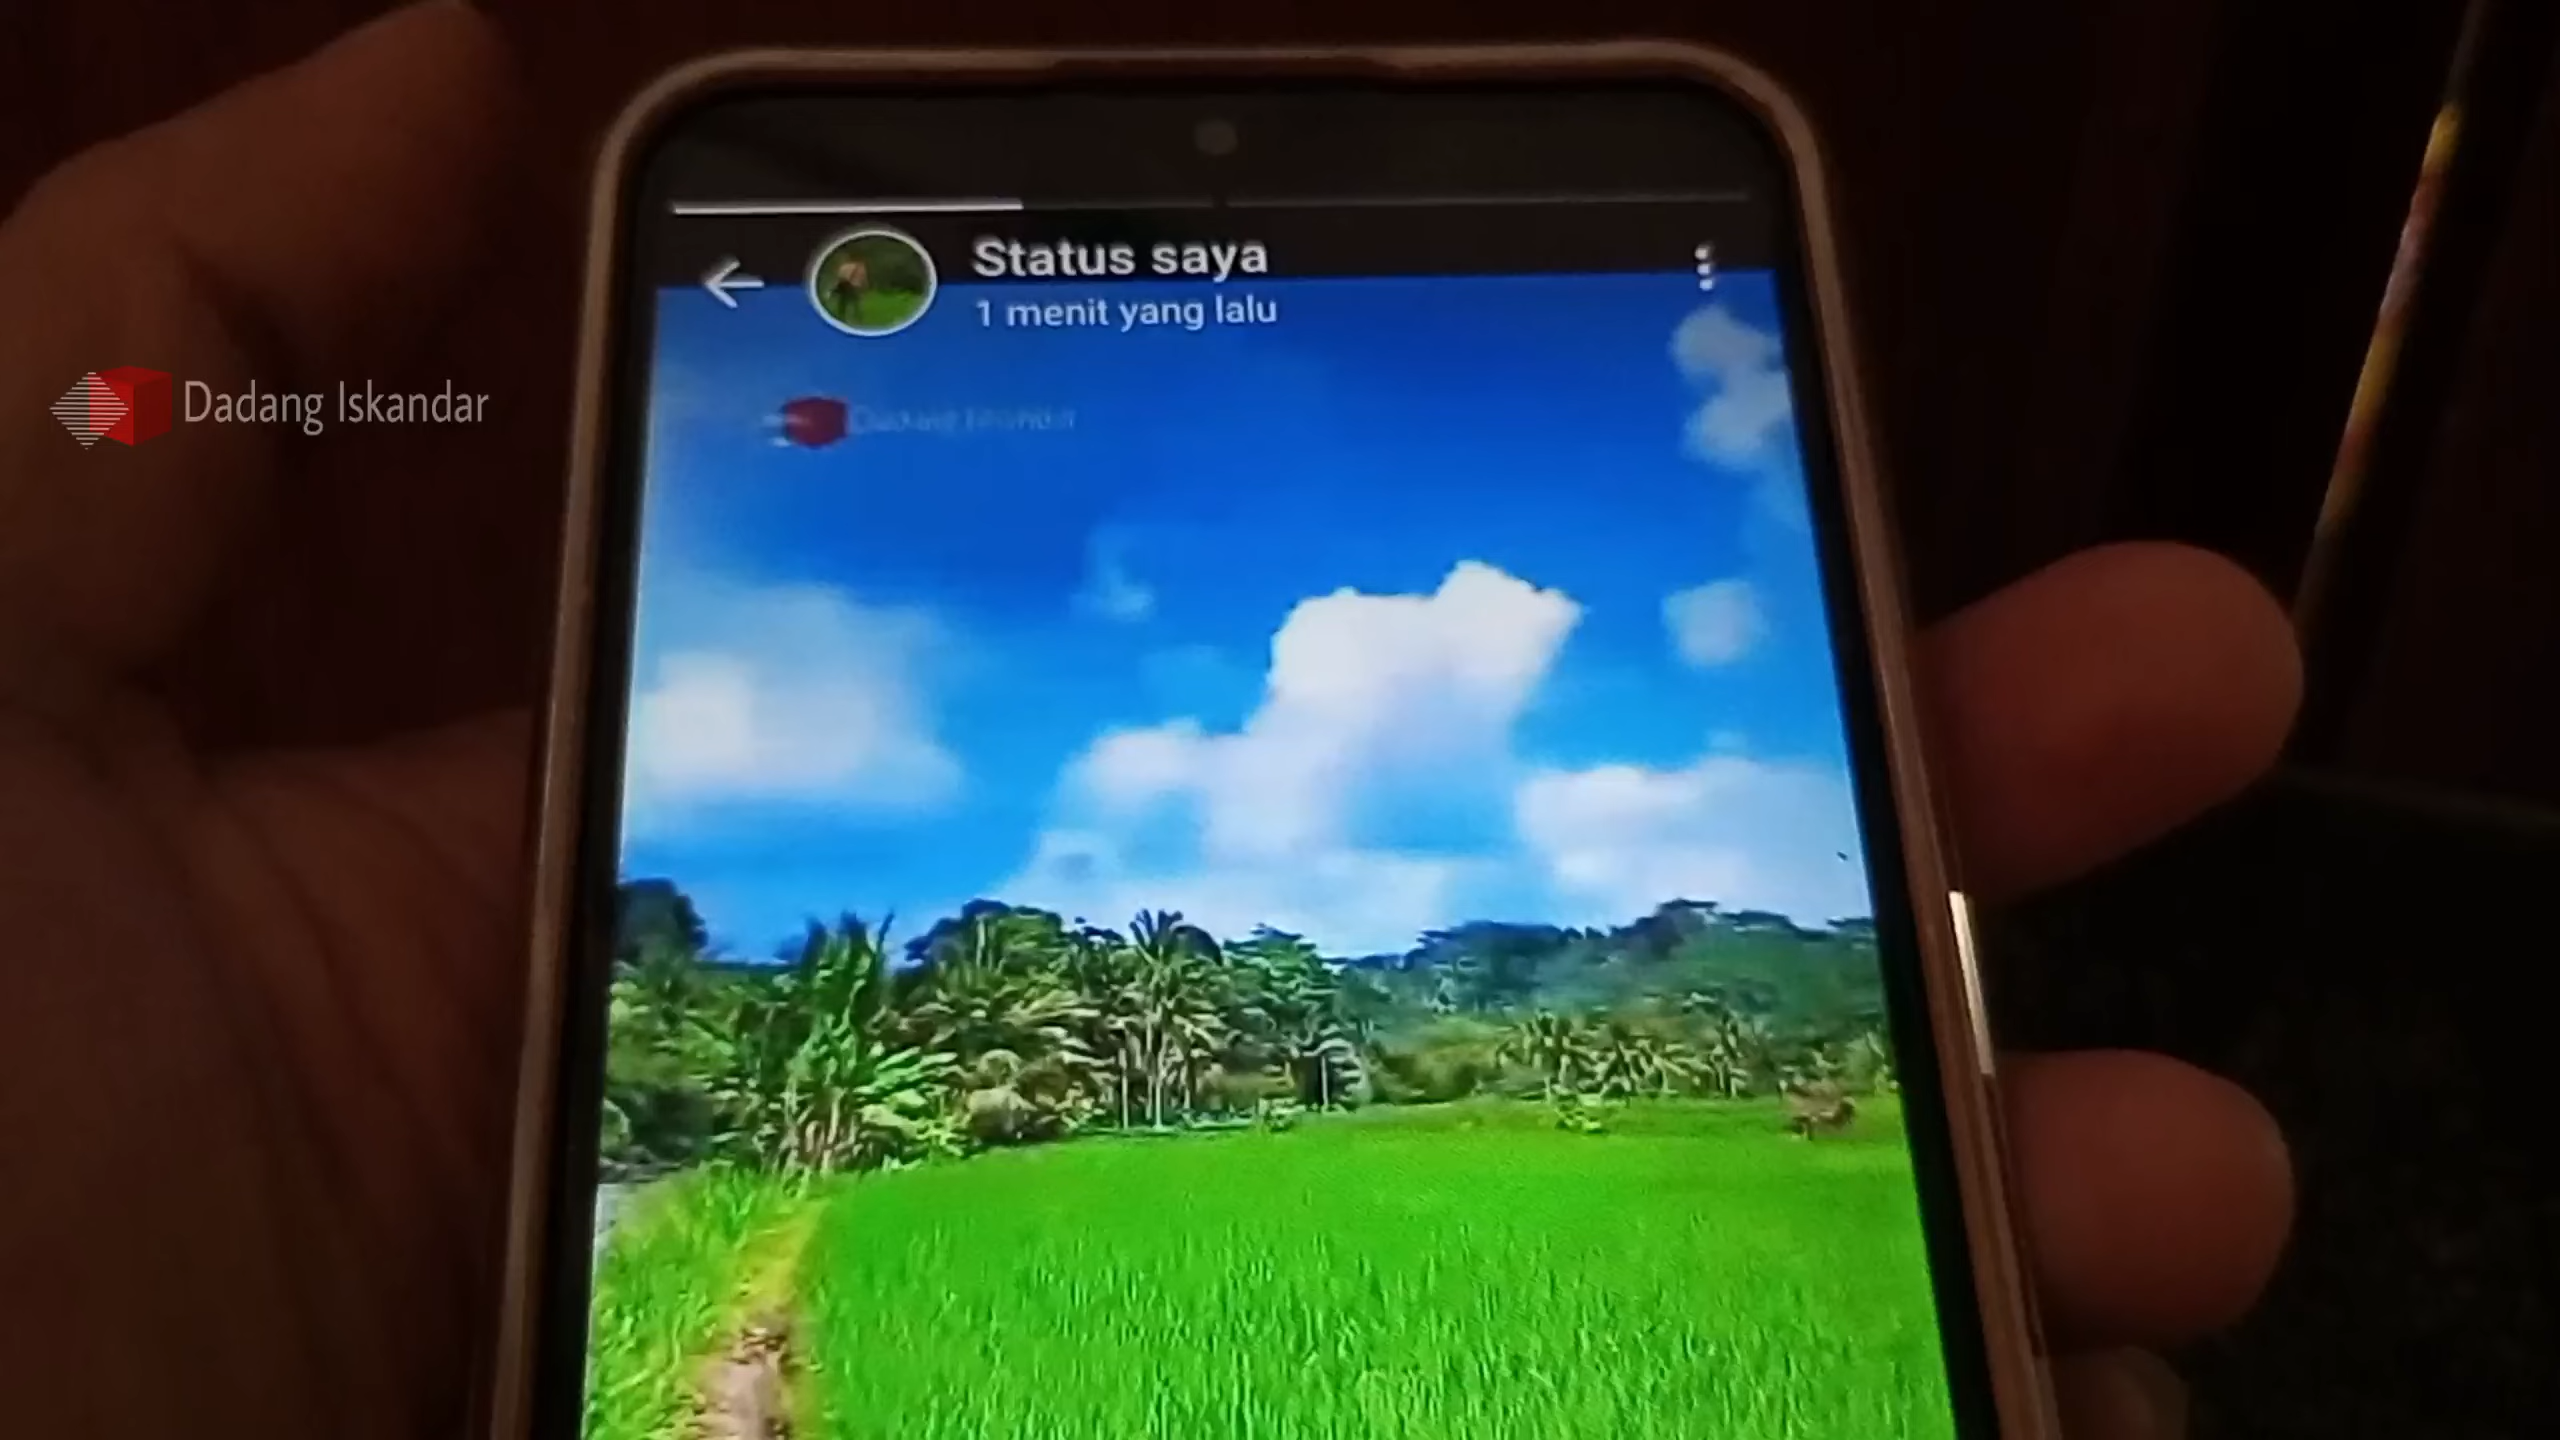 Status saya
1 menit yang lalu
Dadang Iskandar